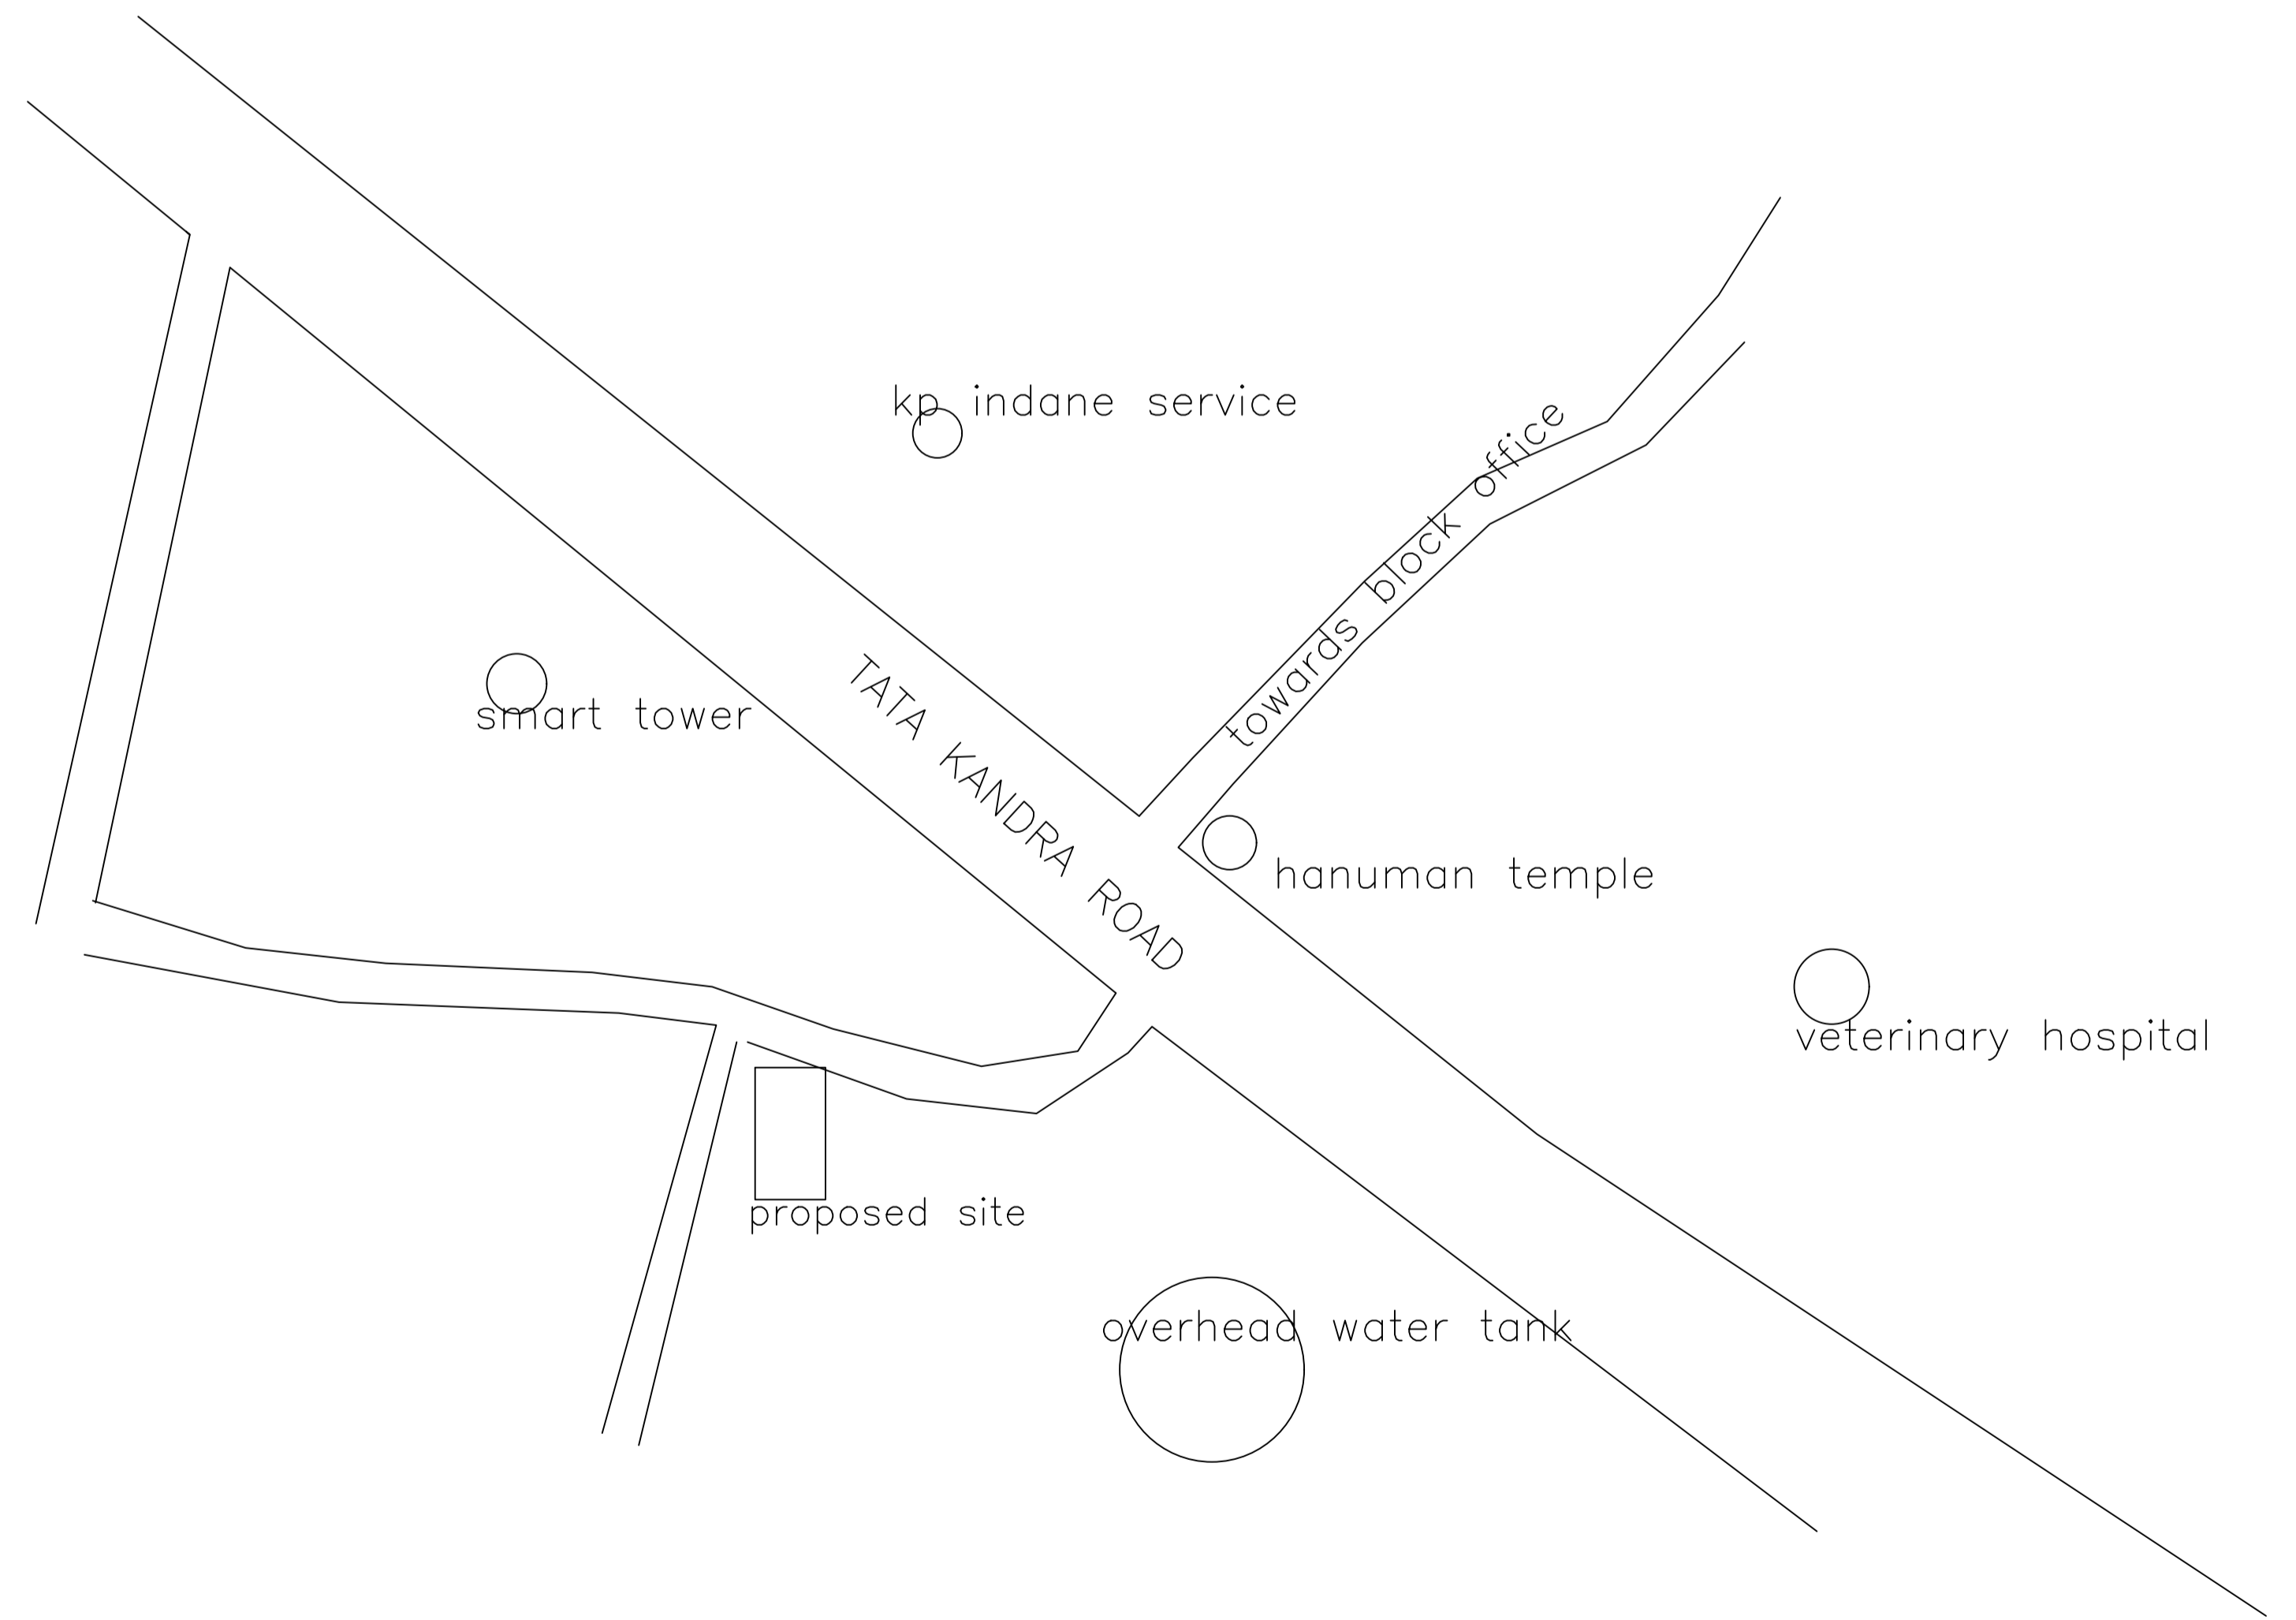 kp indane service
towards block office
smart tower
TATA KANDRA ROAD
hanuman temple
veterinary hospital
proposed site
overhead water tank